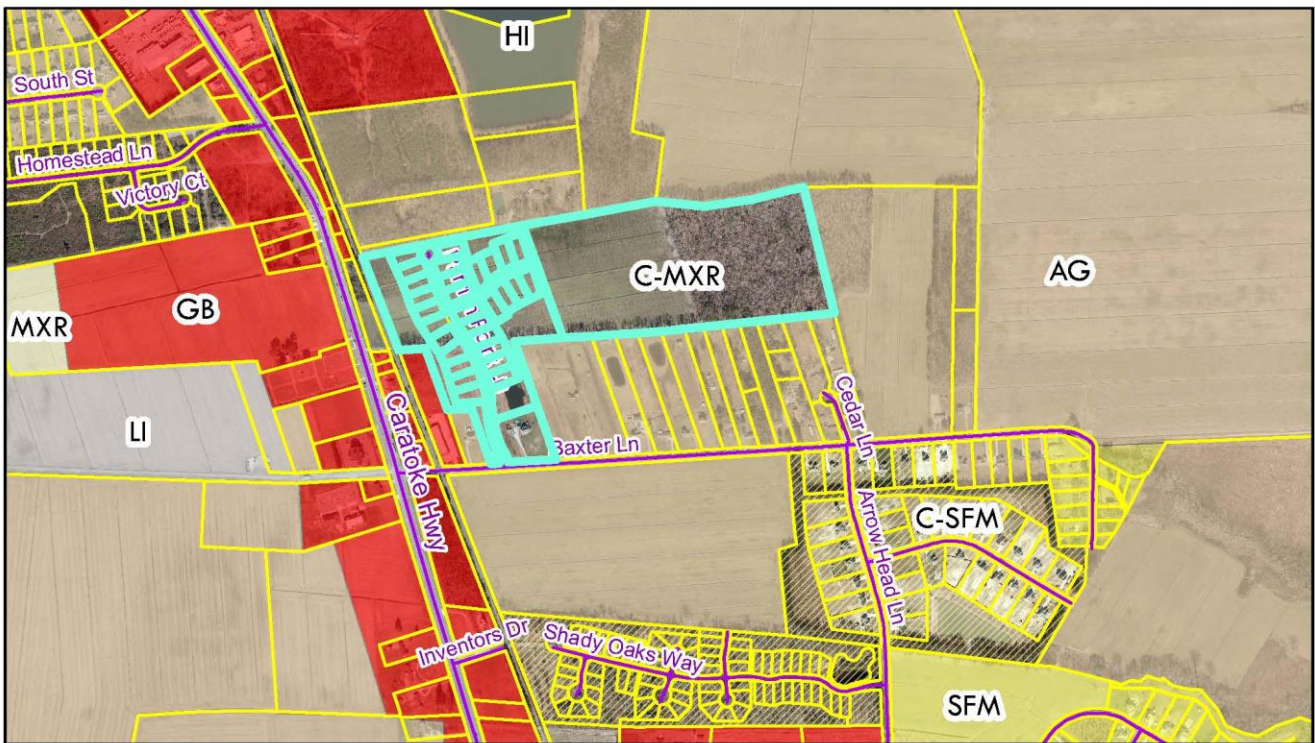 HI
South St
Homestead Ln
Victory Ct
C-MXR
AG
MXR
GB
LI
Caratoke Hwy
Baxter Ln
Cedar Ln
Arrow Head Ln
C-SFM
Inventors Dr
Shady Oaks Way
SFM